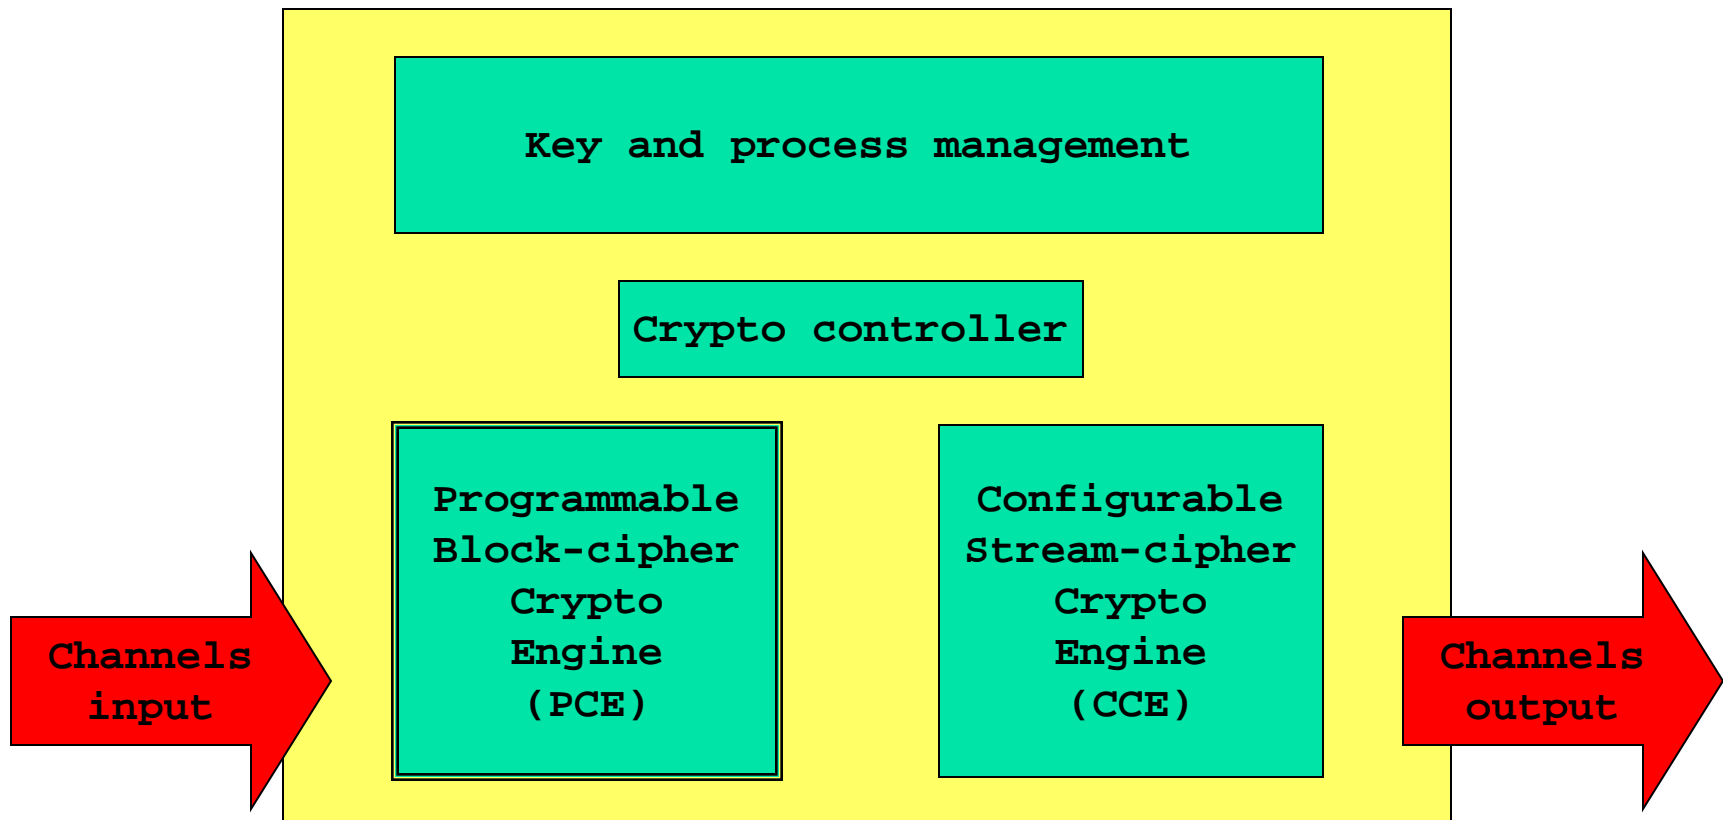 Key and process management
Crypto controller
Programmable
Block-cipher
Crypto
Engine
(PCE)
Configurable
Stream-cipher
Crypto
Engine
(CCE)
Channels
input
Channels
output